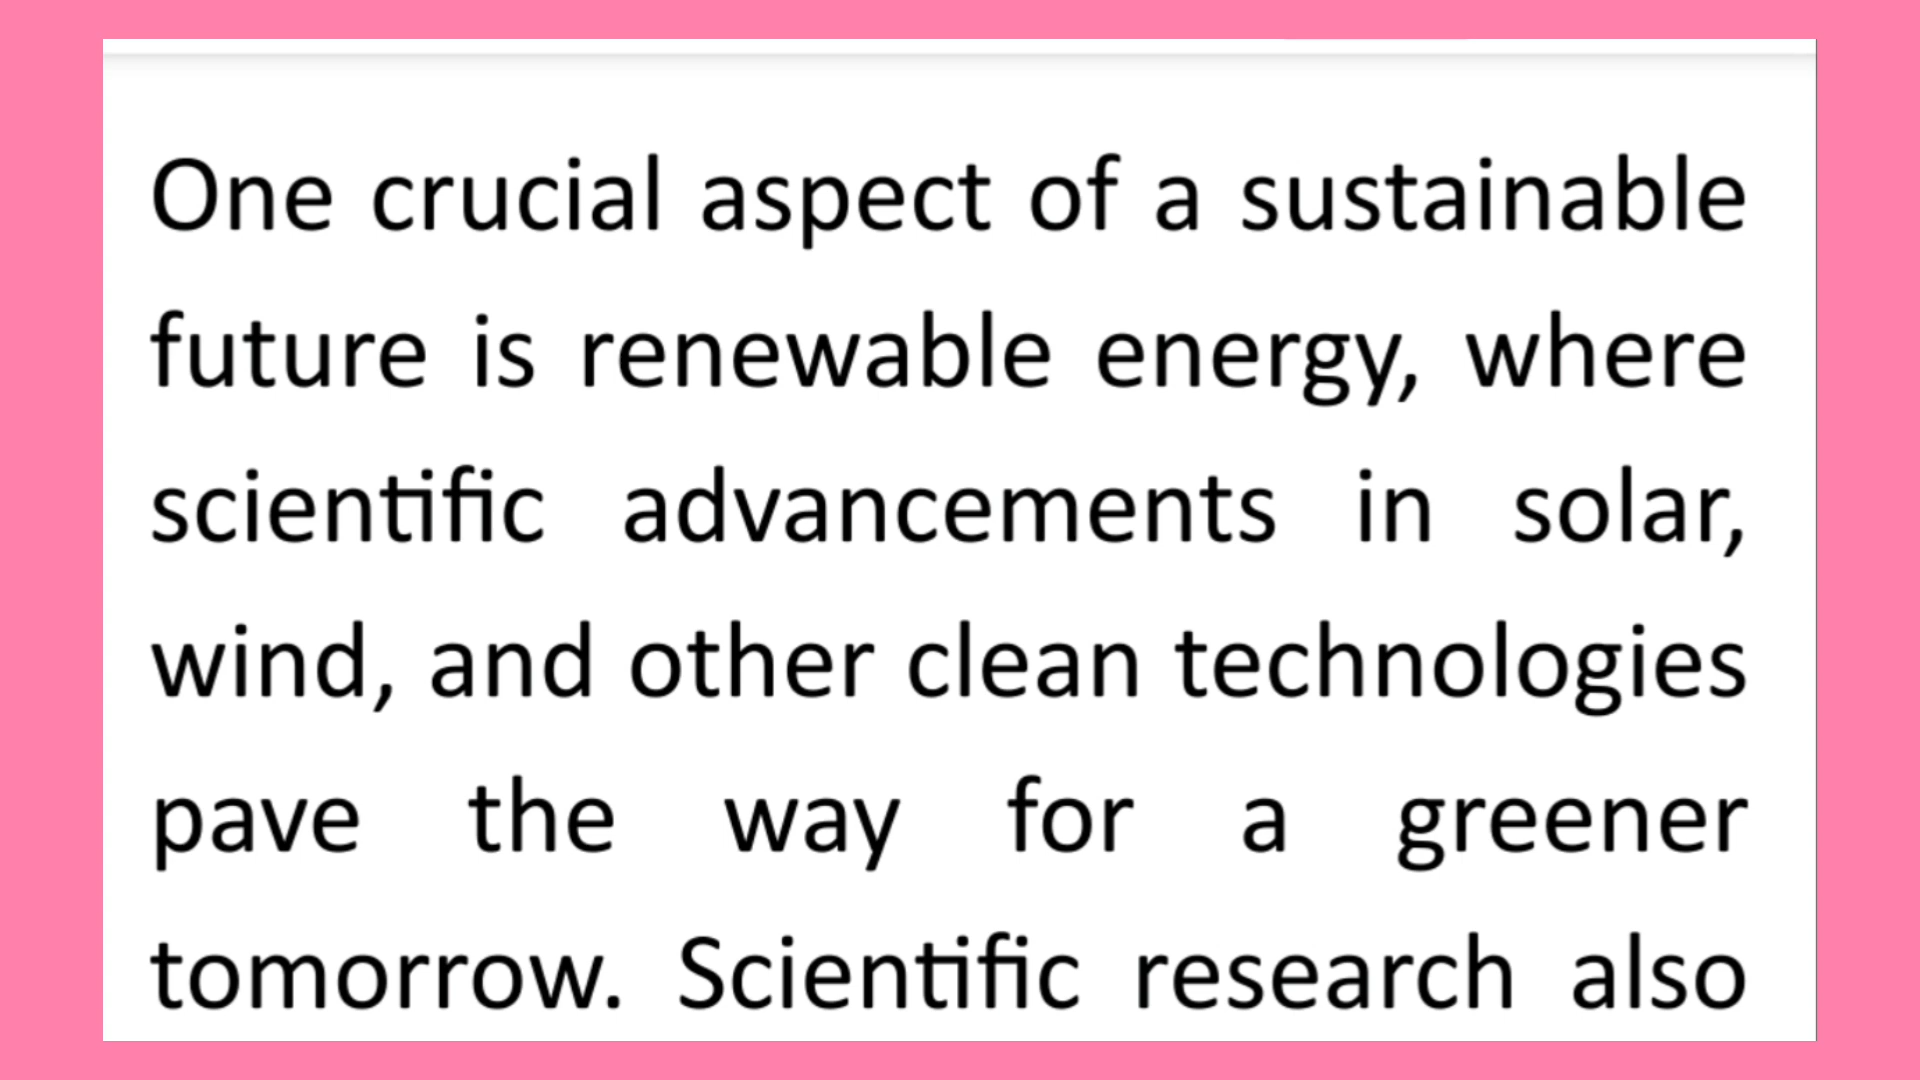 One crucial aspect of a sustainable
future is renewable energy, where
scientific advancements in solar,
wind, and other clean technologies
pave the way for a greener
tomorrow. Scientific research also